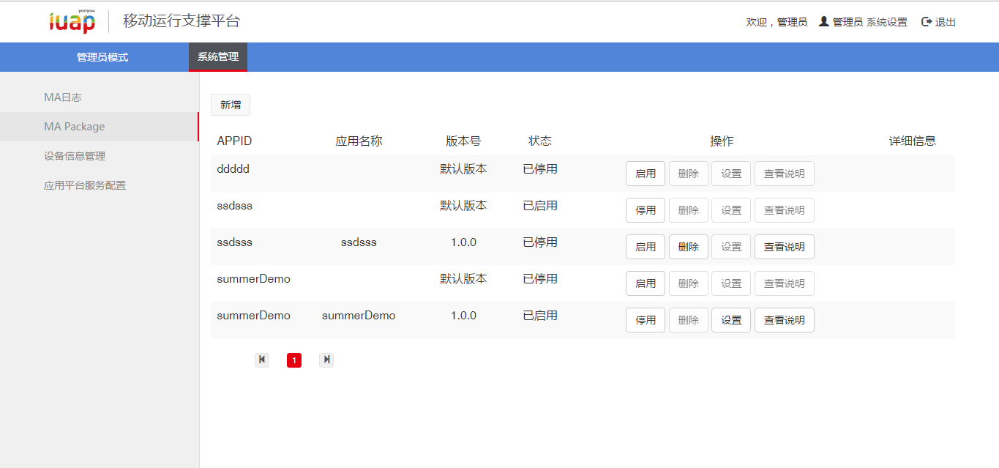 yonyou
iuap 移动运行支撑平台 欢迎，管理员 管理员 系统设置 退出
管理员模式 系统管理
MA日志
MA Package
设备信息管理
应用平台服务配置
新增
APPID 应用名称 版本号 状态 操作 详细信息
ddddd 默认版本 已停用 启用 删除 设置 查看说明
ssdsss 默认版本 已启用 停用 删除 设置 查看说明
ssdsss ssdsss 1.0.0 已停用 启用 删除 设置 查看说明
summerDemo 默认版本 已停用 启用 删除 设置 查看说明
summerDemo summerDemo 1.0.0 已启用 停用 删除 设置 查看说明
1